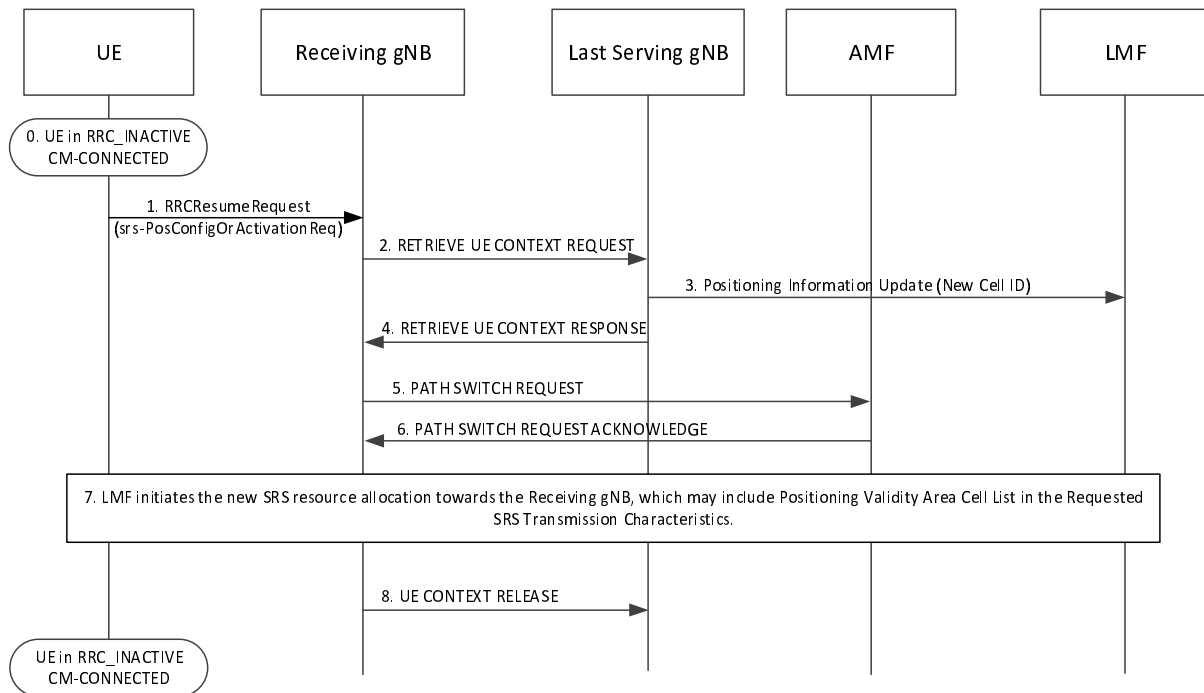 UE
Receiving gNB
Last Serving gNB
AMF
LMF
0. UE in RRC_INACTIVE
CM-CONNECTED
1. RRCResumeRequest
(srs-PosConfigOrActivationReq)
2. RETRIEVE UE CONTEXT REQUEST
3. Positioning Information Update (New Cell ID)
4. RETRIEVE UE CONTEXT RESPONSE
5. PATH SWITCH REQUEST
6. PATH SWITCH REQUEST ACKNOWLEDGE
7. LMF initiates the new SRS resource allocation towards the Receiving gNB, which may include Positioning Validity Area Cell List in the Requested
SRS Transmission Characteristics.
8. UE CONTEXT RELEASE
UE in RRC_INACTIVE
CM-CONNECTED